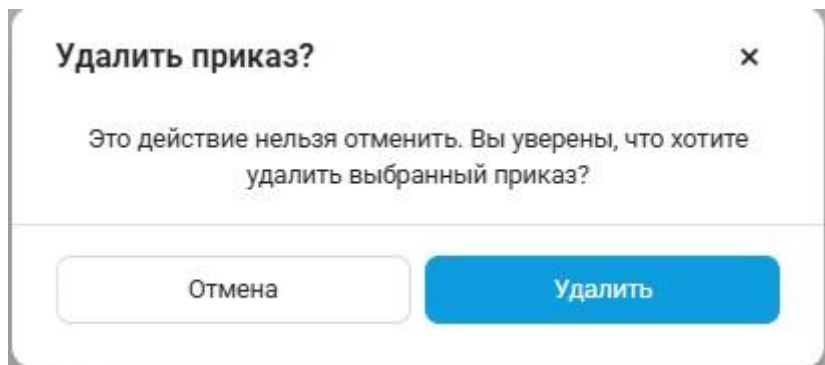 Удалить приказ?
Это действие нельзя отменить. Вы уверены, что хотите
удалить выбранный приказ?
Отмена
Удалить